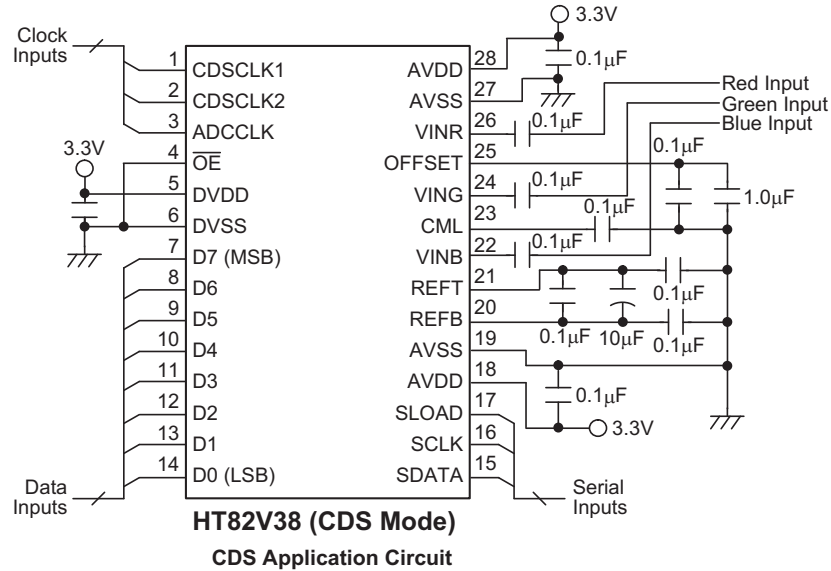 Clock
Inputs
3.3V
1
2
3
4
5
6
7
8
9
10
11
12
13
14
Data
Inputs
CDSCLK1
CDSCLK2
ADCCLK
OE
DVDD
DVSS
D7 (MSB)
D6
D5
D4
D3
D2
D1
D0 (LSB)
AVDD
AVSS
VINR
OFFSET
VING
CML
VINB
REFT
REFB
AVSS
AVDD
SLOAD
SCLK
SDATA
28
27
26
25
24
23
22
21
20
19
18
17
16
15
3.3V
0.1μF
Red Input
Green Input
Blue Input
0.1μF
0.1μF
0.1μF
1.0μF
0.1μF
0.1μF
0.1μF
0.1μF
10μF
0.1μF
0.1μF
3.3V
Serial
Inputs
HT82V38 (CDS Mode)
CDS Application Circuit